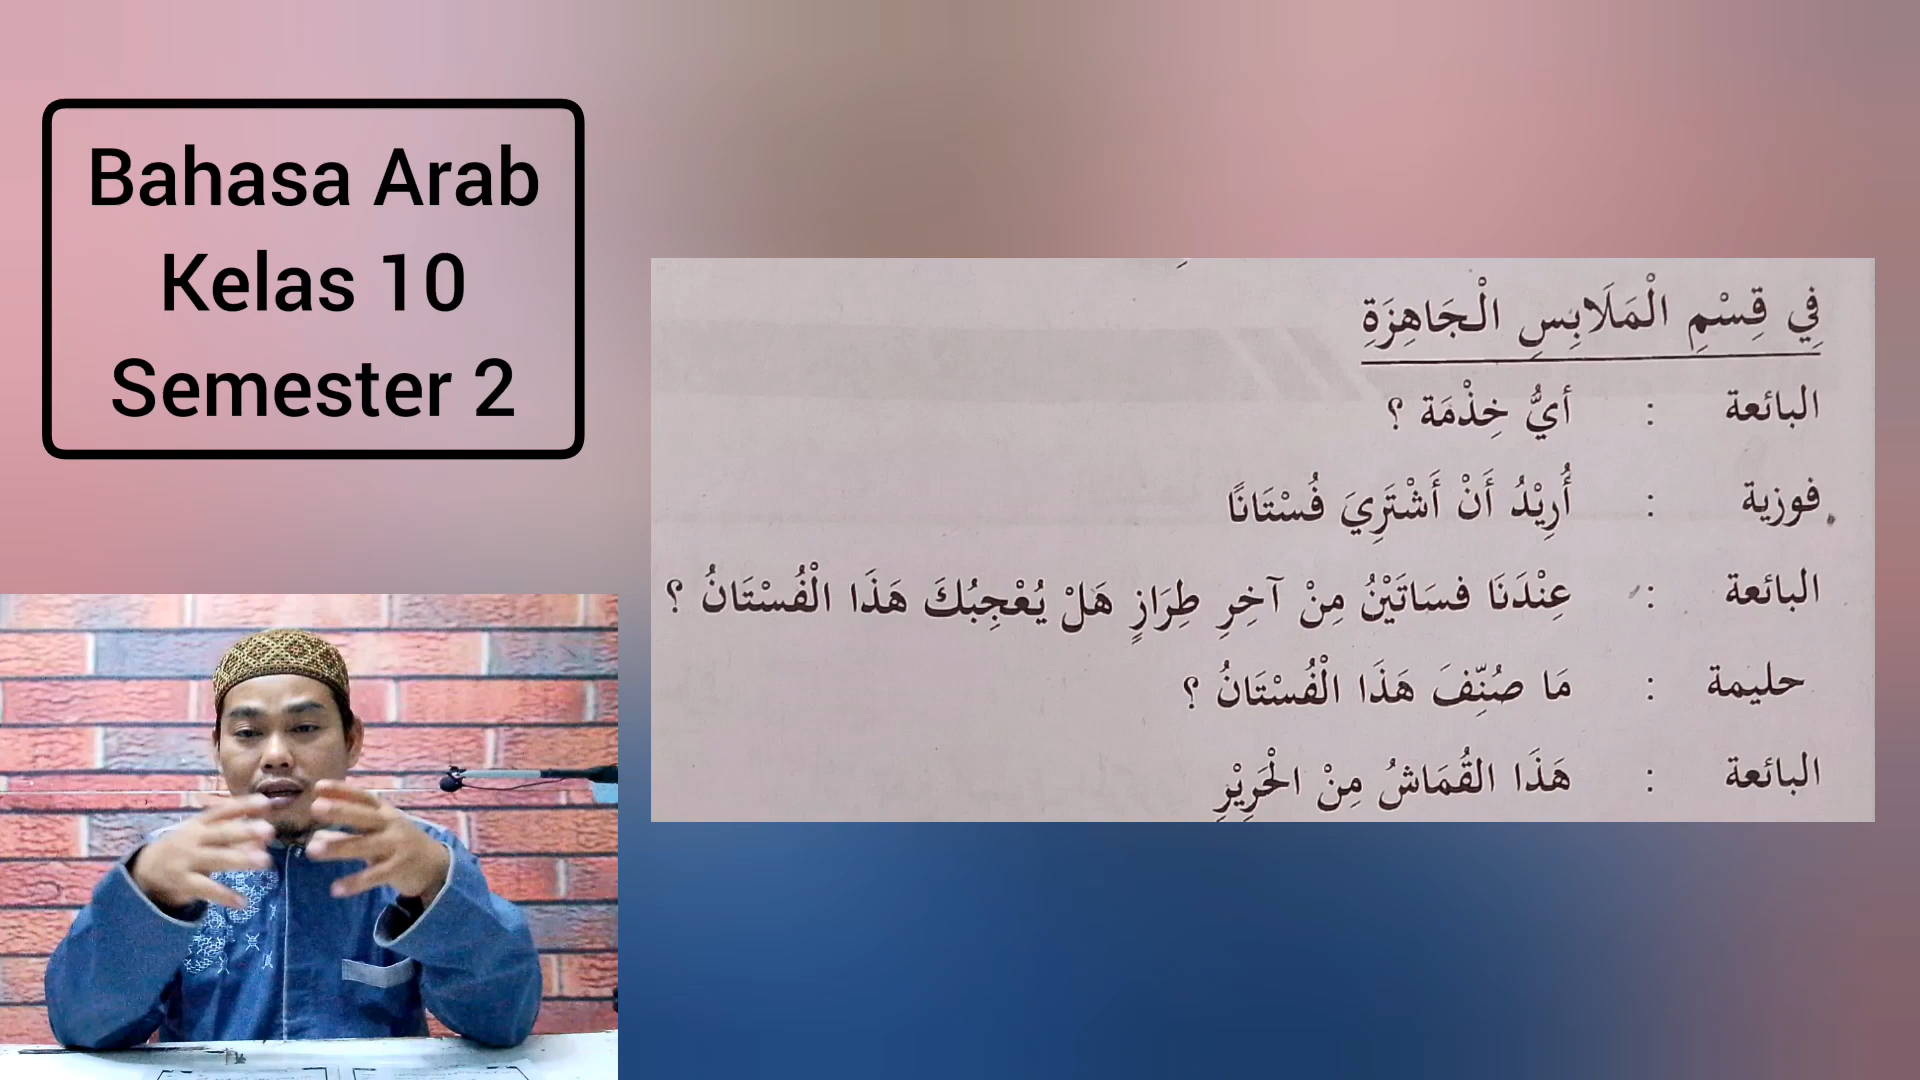 Bahasa Arab
Kelas 10
Semester 2
فِي قِسْمِ الْمَلَابِسِ الْجَاهِزَةِ
البائعة : أيُّ خِذْمَة ؟
فوزية : أُرِيْدُ أَنْ أَشْتَرِيَ فُسْتَانًا
البائعة : عِنْدَنَا فسَاتَيْنُ مِنْ آخِرِ طِرَازٍ هَلْ يُعْجِبُكَ هَذَا الْفُسْتَانُ ؟
حليمة : مَا صُنِّفَ هَذَا الْفُسْتَانُ ؟
البائعة : هَذَا القُمَاشُ مِنْ الْحَرِيْرِ